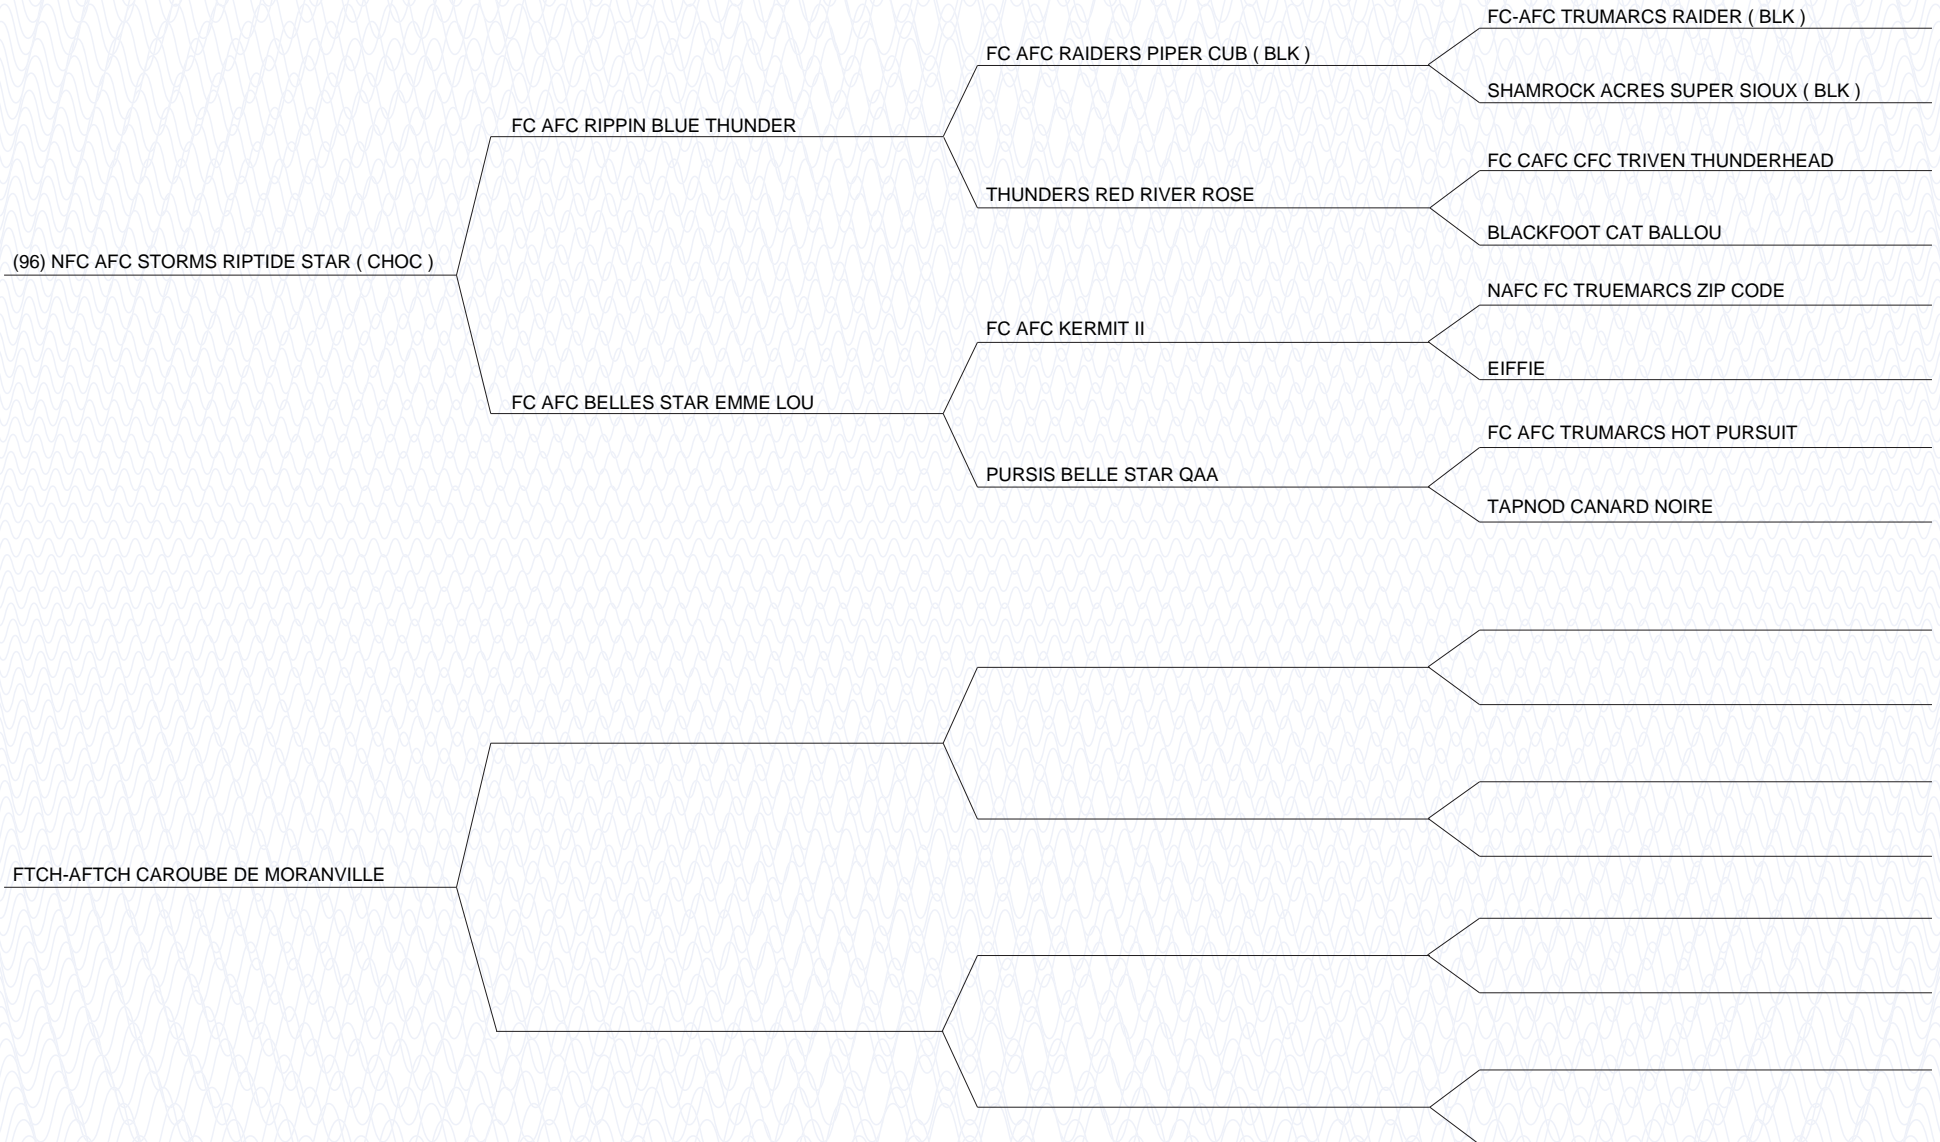 FC-AFC TRUMARCS RAIDER ( BLK )
FC AFC RAIDERS PIPER CUB ( BLK )
SHAMROCK ACRES SUPER SIOUX ( BLK )
FC AFC RIPPIN BLUE THUNDER
FC CAFC CFC TRIVEN THUNDERHEAD
THUNDERS RED RIVER ROSE
BLACKFOOT CAT BALLOU
(96) NFC AFC STORMS RIPTIDE STAR ( CHOC )
NAFC FC TRUEMARCS ZIP CODE
FC AFC KERMIT II
EIFFIE
FC AFC BELLES STAR EMME LOU
FC AFC TRUMARCS HOT PURSUIT
PURSIS BELLE STAR QAA
TAPNOD CANARD NOIRE
FTCH-AFTCH CAROUBE DE MORANVILLE